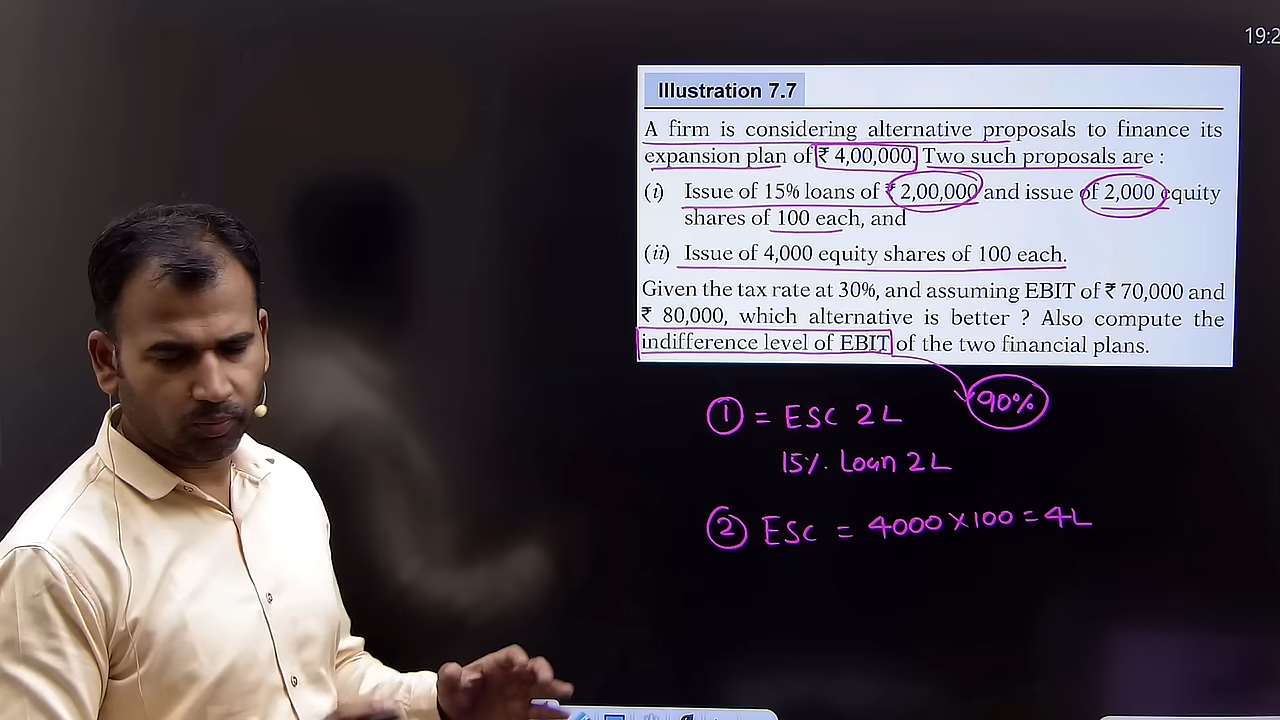 19:2
Illustration 7.7
A firm is considering alternative proposals to finance its
expansion plan of ₹ 4,00,000. Two such proposals are :
(i) Issue of 15% loans of ₹ 2,00,000 and issue of 2,000 equity
shares of 100 each, and
(ii) Issue of 4,000 equity shares of 100 each.
Given the tax rate at 30%, and assuming EBIT of ₹ 70,000 and
₹ 80,000, which alternative is better ? Also compute the
indifference level of EBIT of the two financial plans.
90%
① = ESC 2L
15%. Loan 2L
② ESC = 4000 × 100 = 4L